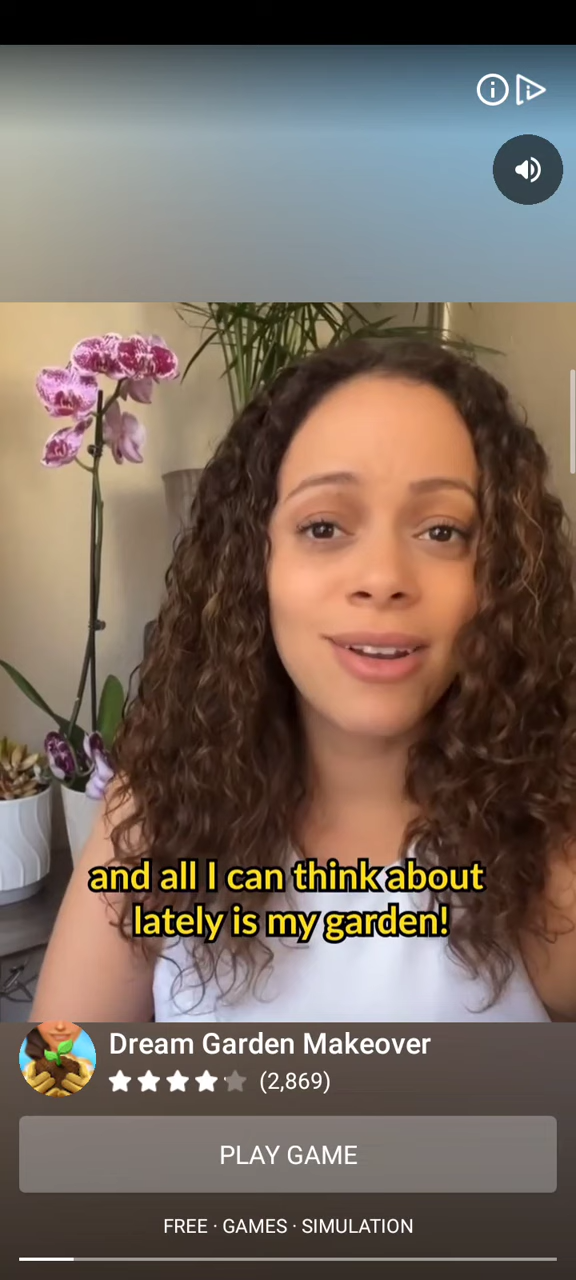 and all I can think about
lately is my garden!
Dream Garden Makeover
(2,869)
PLAY GAME
FREE · GAMES · SIMULATION